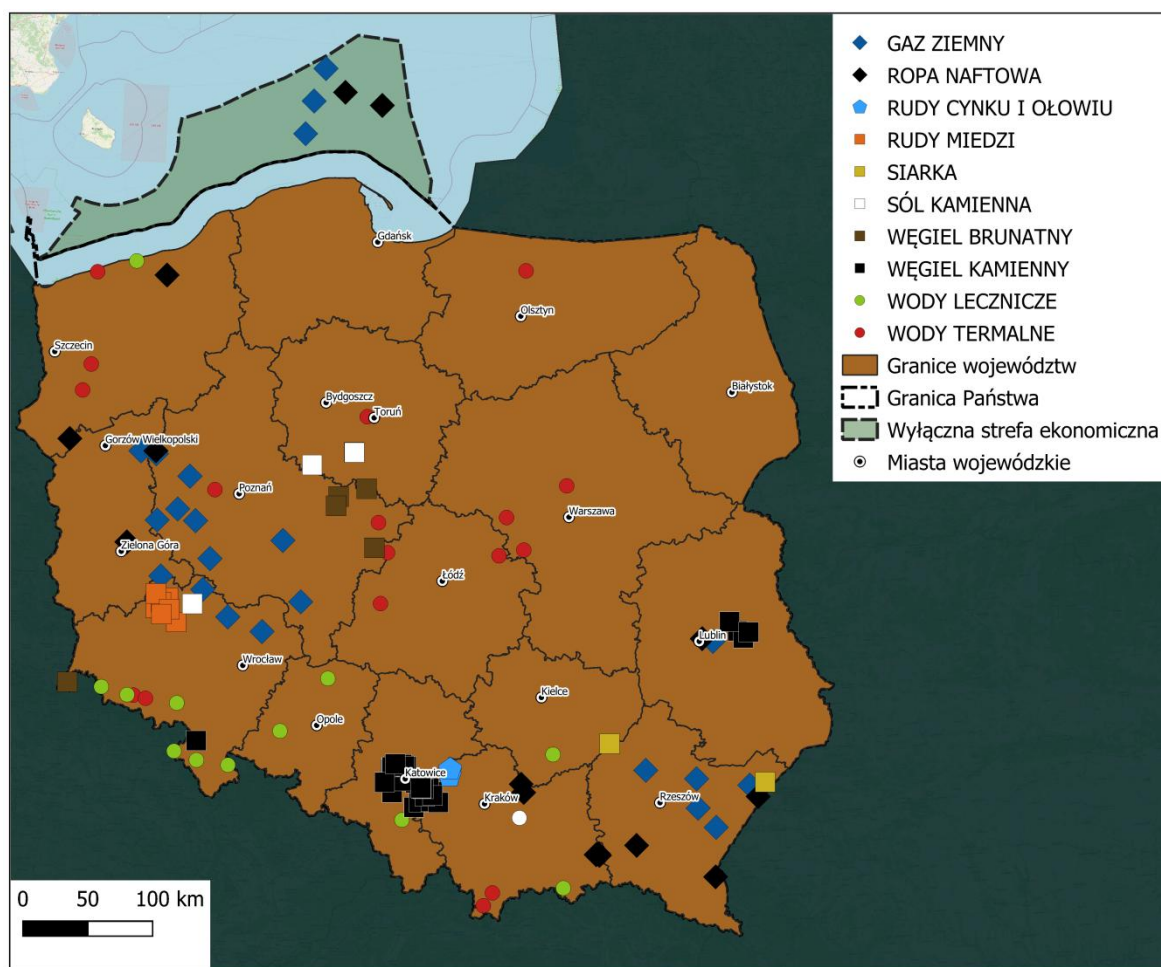 GAZ ZIEMNY
ROPA NAFTOWA
RUDY CYNKU I OŁOWIU
RUDY MIEDZI
SIARKA
SÓL KAMIENNA
WĘGIEL BRUNATNY
WĘGIEL KAMIENNY
WODY LECZNICZE
WODY TERMALNE
Granice województw
Granica Państwa
Wyłączna strefa ekonomiczna
Miasta wojewódzkie
Gdańsk
Olsztyn
Szczecin
Białystok
Bydgoszcz
Toruń
Gorzów Wielkopolski
Poznań
Warszawa
Zielona Góra
Łódź
Lublin
Wrocław
Kielce
Opole
Katowice
Kraków
Rzeszów
0 50 100 km